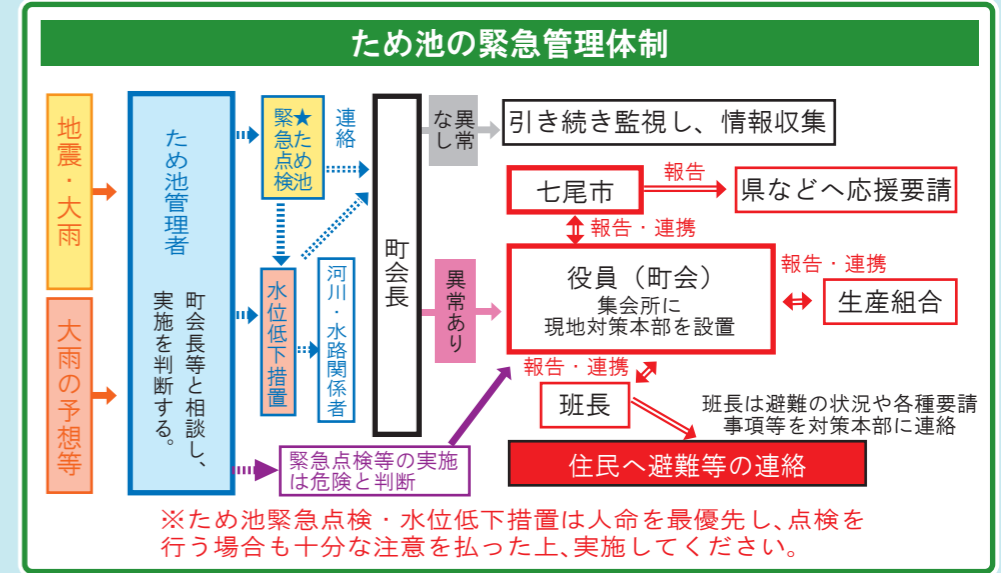 ため池の緊急管理体制
地震・大雨
大雨の予想等
ため池管理者
町会長等と相談し、
実施を判断する。
★ため池
緊急点検
連絡
水位低下措置
河川・水路関係者
緊急点検等の実施
は危険と判断
町会長
異常
なし
引き続き監視し、情報収集
異常あり
七尾市
報告
県などへ応援要請
報告・連携
役員（町会）
集会所に
現地対策本部を設置
報告・連携
生産組合
報告・連携
班長
班長は避難の状況や各種要請
事項等を対策本部に連絡
住民へ避難等の連絡
※ため池緊急点検・水位低下措置は人命を最優先し、点検を
行う場合も十分な注意を払った上、実施してください。